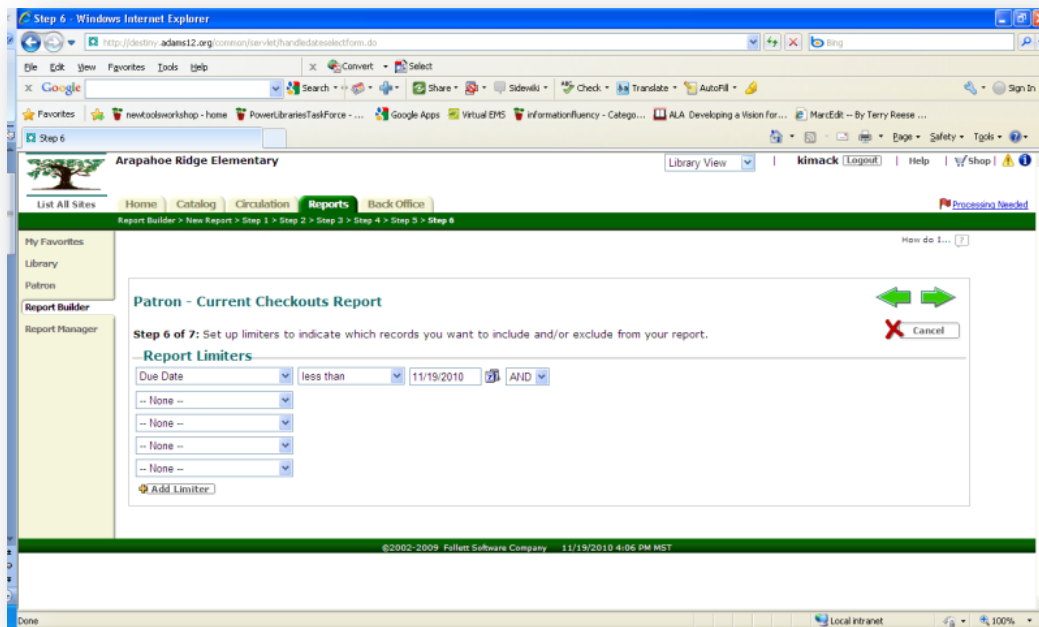 Step 6 - Windows Internet Explorer
http://destiny.adams12.org/common/servlet/handledateselectform.do
Bing
File Edit View Favorites Tools Help
x Convert Select
x Google
Search Share Sidewiki Check Translate AutoFill Sign In
Favorites newtoolsworkshop - home PowerLibrariesTaskForce - ... Google Apps Virtual EMS informationfluency - Catego... ALA Developing a Vision for... MarcEdit -- By Terry Reese ...
Step 6
Page Safety Tools
Arapahoe Ridge Elementary
Library View | kimack Logout | Help | Shop |
List All Sites
Home Catalog Circulation Reports Back Office
Processing Needed
Report Builder > New Report > Step 1 > Step 2 > Step 3 > Step 4 > Step 5 > Step 6
How do I... ?
My Favorites
Library
Patron
Report Builder
Report Manager
Patron - Current Checkouts Report
Cancel
Step 6 of 7: Set up limiters to indicate which records you want to include and/or exclude from your report.
Report Limiters
Due Date less than 11/19/2010 7 AND
-- None --
-- None --
-- None --
-- None --
Add Limiter
©2002-2009 Follett Software Company 11/19/2010 4:06 PM MST
Done
Local intranet
100%